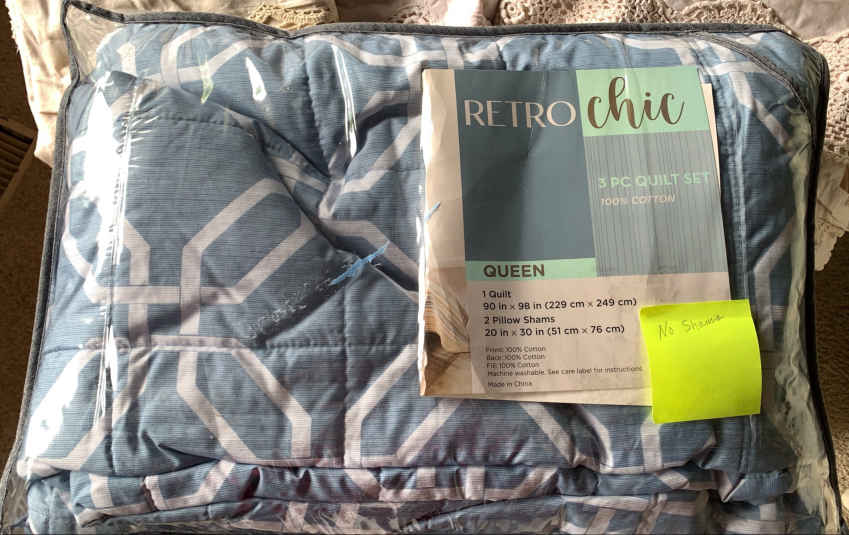 RETRO chic
3 PC QUILT SET
100% COTTON
QUEEN
1 Quilt
90 in x 98 in (229 cm x 249 cm)
2 Pillow Shams
20 in x 30 in (51 cm x 76 cm)
Front: 100% Cotton
Back: 100% Cotton
Fill: 100% Cotton
Machine washable. See care label for instructions.
Made in China
No Shams